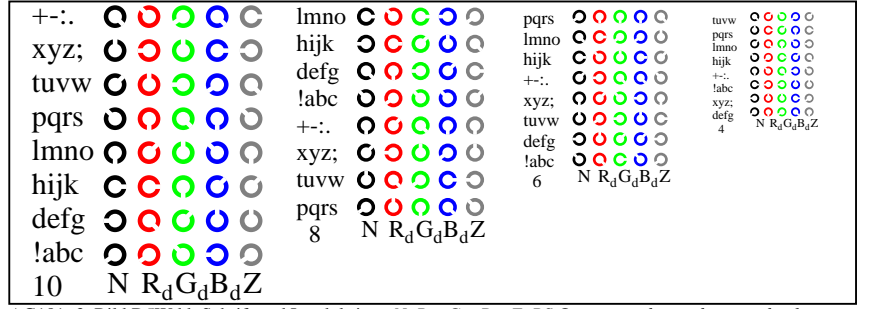 +-:.
xyz;
tuvw
pqrs
lmno
hijk
defg
!abc
10 N RdGdBdZ
lmno
hijk
defg
!abc
+-:.
xyz;
tuvw
pqrs
8 N RdGdBdZ
pqrs
lmno
hijk
+-:.
xyz;
tuvw
defg
!abc
6 N RdGdBdZ
tuvw
pqrs
lmno
hijk
+-:.
!abc
xyz;
defg
4 N RdGdBdZ